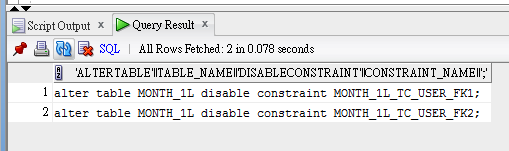 Script Output
Query Result
SQL | All Rows Fetched: 2 in 0.078 seconds
'ALTERTABLE'||TABLE_NAME||'DISABLECONSTRAINT'||CONSTRAINT_NAME||';'
1 alter table MONTH_1L disable constraint MONTH_1L_TC_USER_FK1;
2 alter table MONTH_1L disable constraint MONTH_1L_TC_USER_FK2;